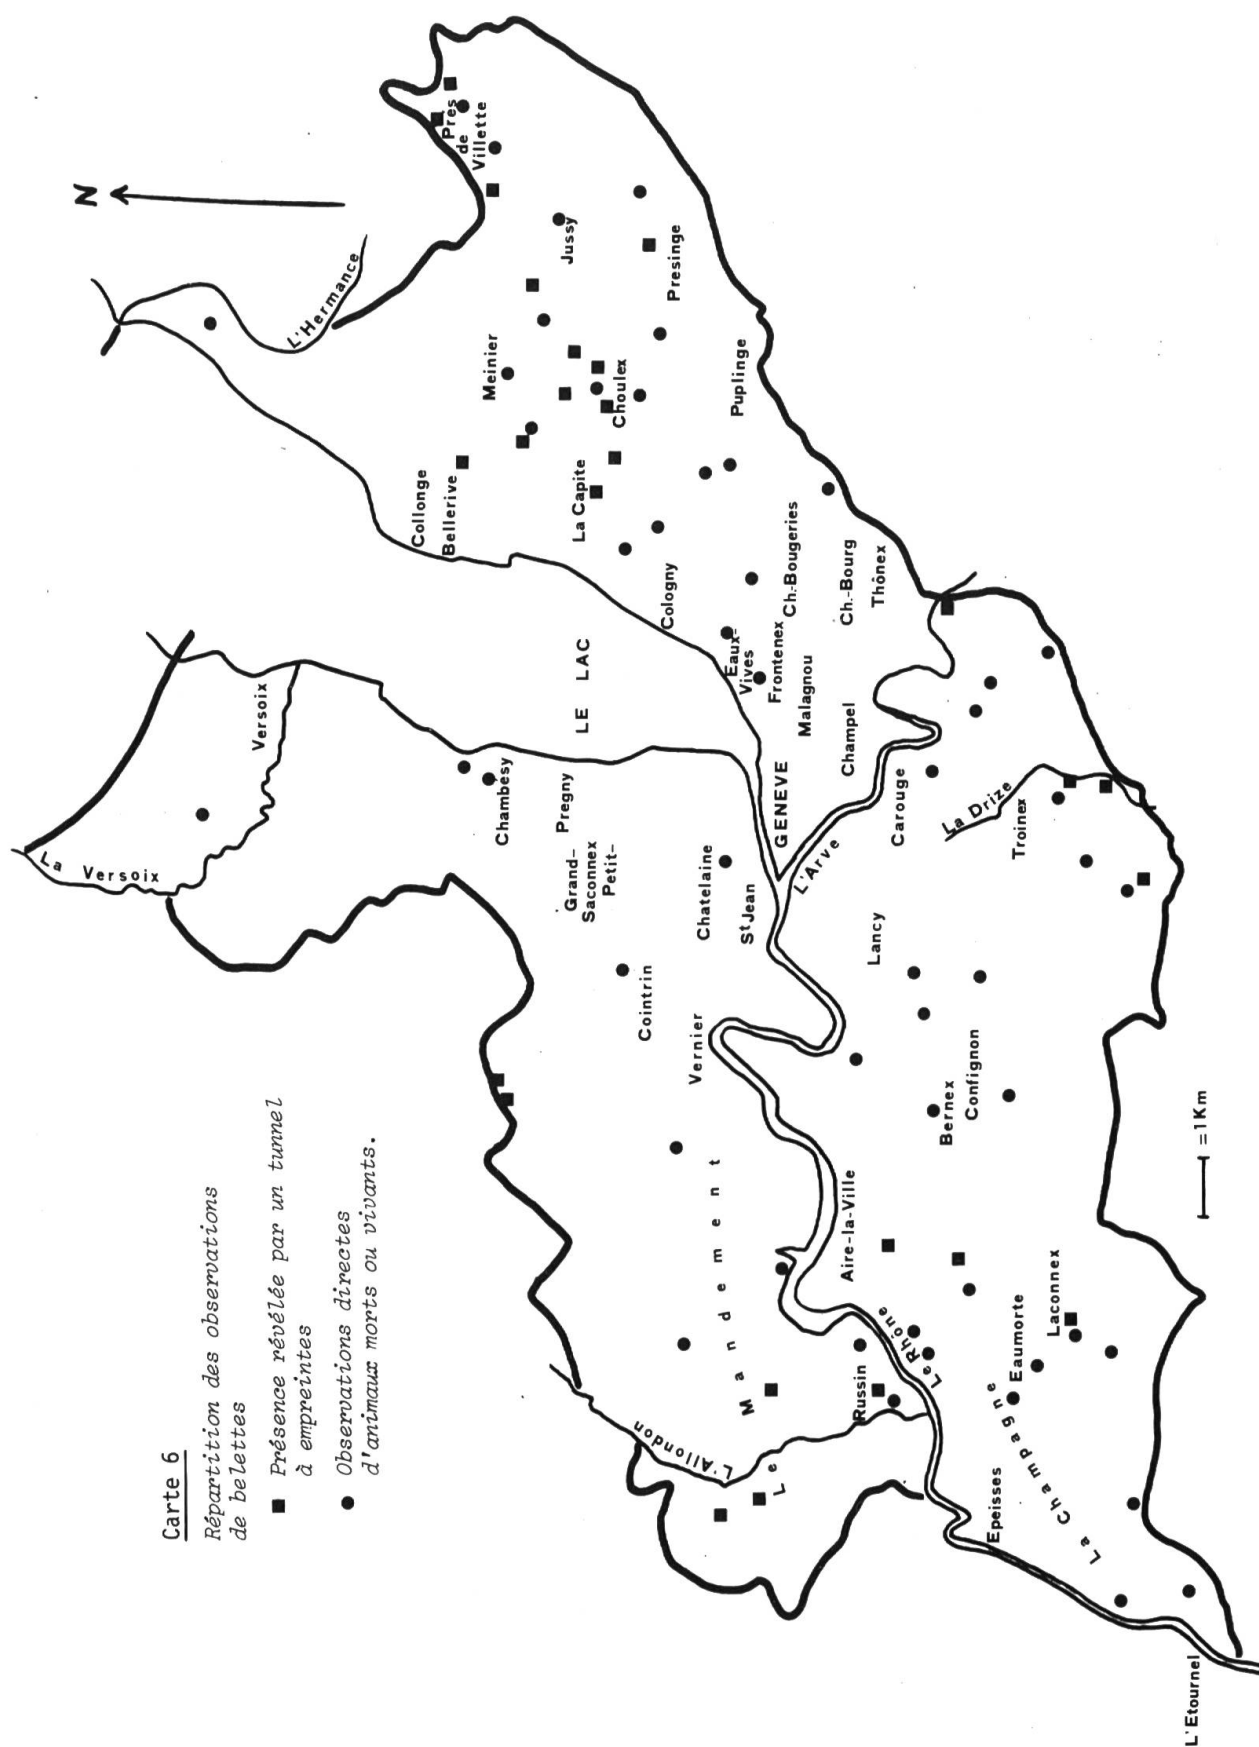 Carte 6
Répartition des observations
de belettes
■ Présence révélée par un tunnel
à empreintes
● Observations directes
d'animaux morts ou vivants.
N
La Versoix
Versoix
L'Hermance
Près
de
Villette
Jussy
Presinge
Meinier
Choulex
Puplinge
Collonge
Bellerive
La Capite
Cologny
LE LAC
Chambésy
Pregny
Grand-
Saconnex
Petit-
Eaux-
Vives
Frontenex
Malagnou
Ch.-Bougeries
Ch.-Bourg
Thônex
Champel
GENEVE
Chatelaine
St Jean
L'Arve
Carouge
La Drize
Troinex
Cointrin
Vernier
Lancy
Bernex
Confignon
Le Mandement
Aire-la-Ville
Russin
Le Rhône
L'Allondon
Laconnex
Eaumorte
La Champagne
Epeisses
L'Etournel
=1Km